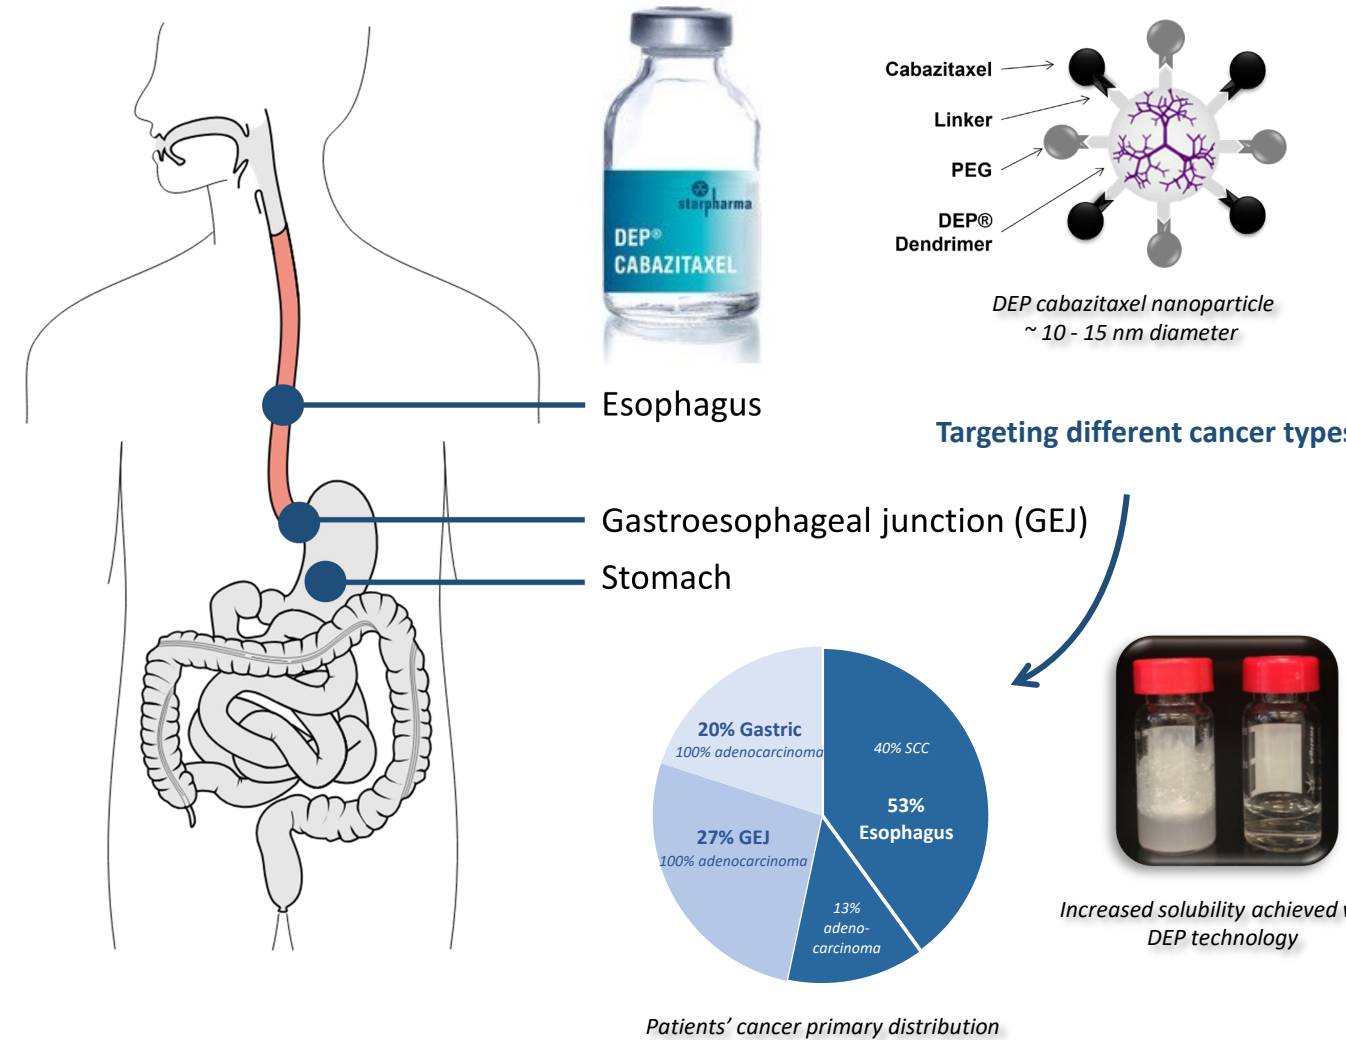 starpharma
DEP®
CABAZITAXEL
Cabazitaxel
Linker
PEG
DEP®
Dendrimer
DEP cabazitaxel nanoparticle
~ 10 - 15 nm diameter
Esophagus
Gastroesophageal junction (GEJ)
Stomach
Targeting different cancer types
20% Gastric
100% adenocarcinoma
27% GEJ
100% adenocarcinoma
40% SCC
53%
Esophagus
13%
adeno-
carcinoma
Patients’ cancer primary distribution
Increased solubility achieved
DEP technology